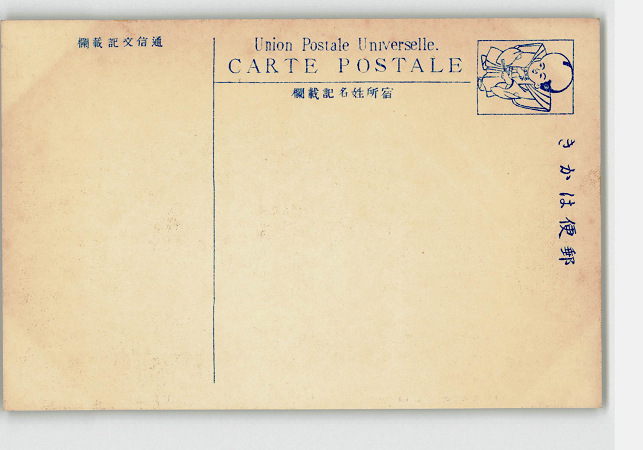 通信文記載欄
Union Postale Universelle.
CARTE POSTALE
宿所姓名記載欄
郵便はかき